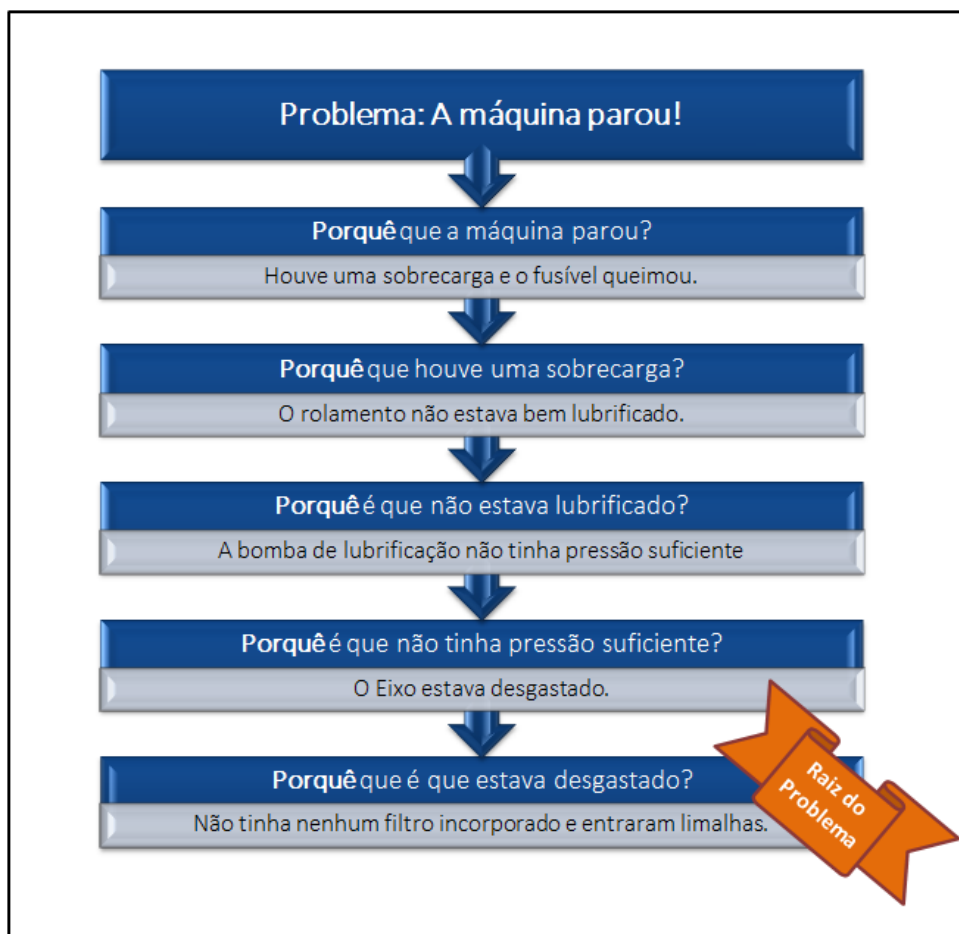 Problema: A máquina parou!
Porquê que a máquina parou?
Houve uma sobrecarga e o fusível queimou.
Porquê que houve uma sobrecarga?
O rolamento não estava bem lubrificado.
Porquê é que não estava lubrificado?
A bomba de lubrificação não tinha pressão suficiente
Porquê é que não tinha pressão suficiente?
O Eixo estava desgastado.
Porquê que é que estava desgastado?
Não tinha nenhum filtro incorporado e entraram limalhas.
Raiz do
Problema